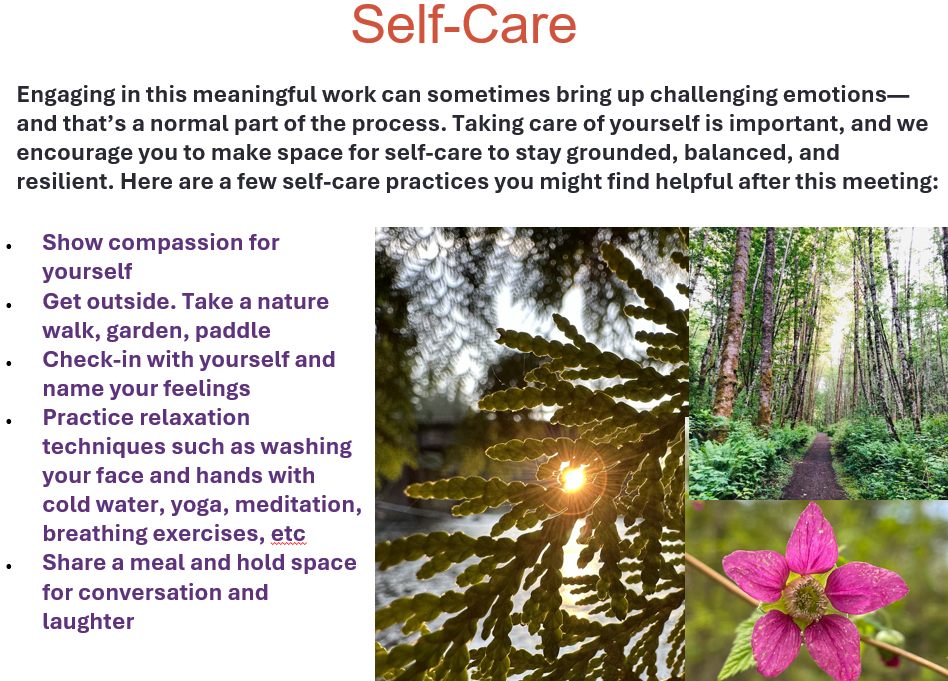 Self-Care
Engaging in this meaningful work can sometimes bring up challenging emotions—
and that’s a normal part of the process. Taking care of yourself is important, and we
encourage you to make space for self-care to stay grounded, balanced, and
resilient. Here are a few self-care practices you might find helpful after this meeting:
• Show compassion for
yourself
• Get outside. Take a nature
walk, garden, paddle
• Check-in with yourself and
name your feelings
• Practice relaxation
techniques such as washing
your face and hands with
cold water, yoga, meditation,
breathing exercises, etc
• Share a meal and hold space
for conversation and
laughter